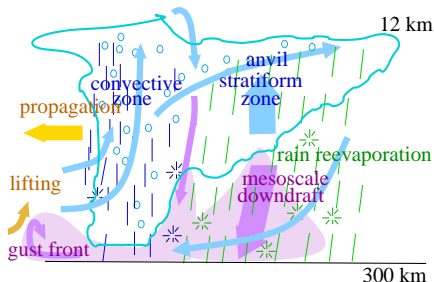 12 km
anvil
convective
zone
stratiform
zone
propagation
rain reevaporation
lifting
mesoscale
downdraft
gust front
300 km